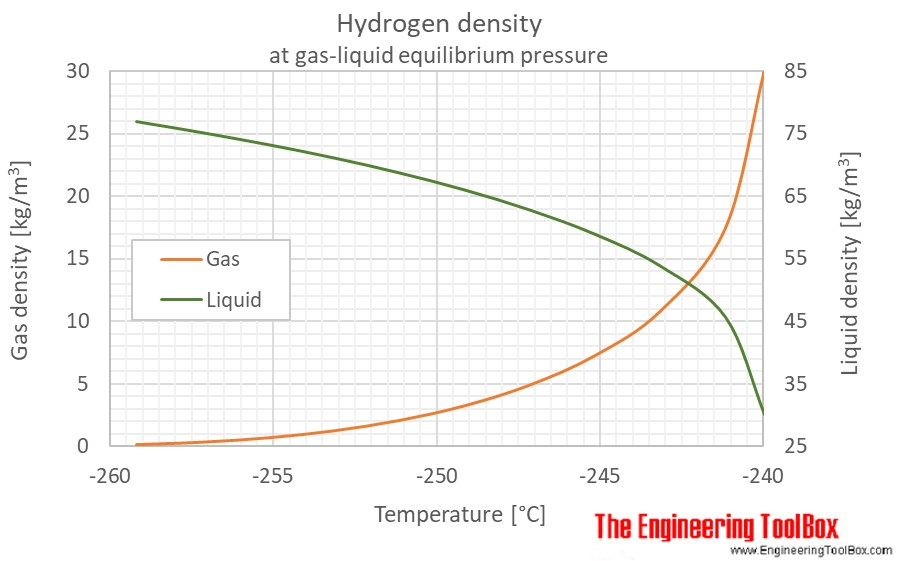 Hydrogen density
at gas-liquid equilibrium pressure
30
25
20
15
10
5
0
85
75
65
55
45
35
25
Gas density [kg/m³]
Liquid density [kg/m³]
Gas
Liquid
-260
-255
-250
-245
-240
Temperature [°C]
The Engineering ToolBox
www.EngineeringToolBox.com